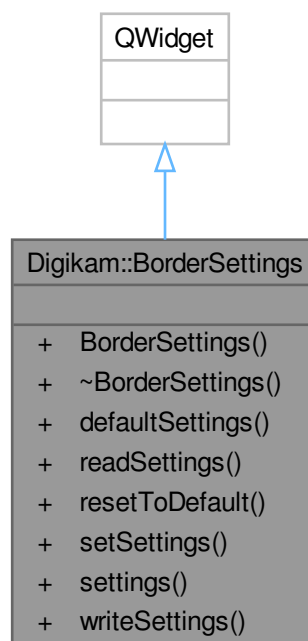 QWidget
Digikam::BorderSettings
+ BorderSettings()
+ ~BorderSettings()
+ defaultSettings()
+ readSettings()
+ resetToDefault()
+ setSettings()
+ settings()
+ writeSettings()